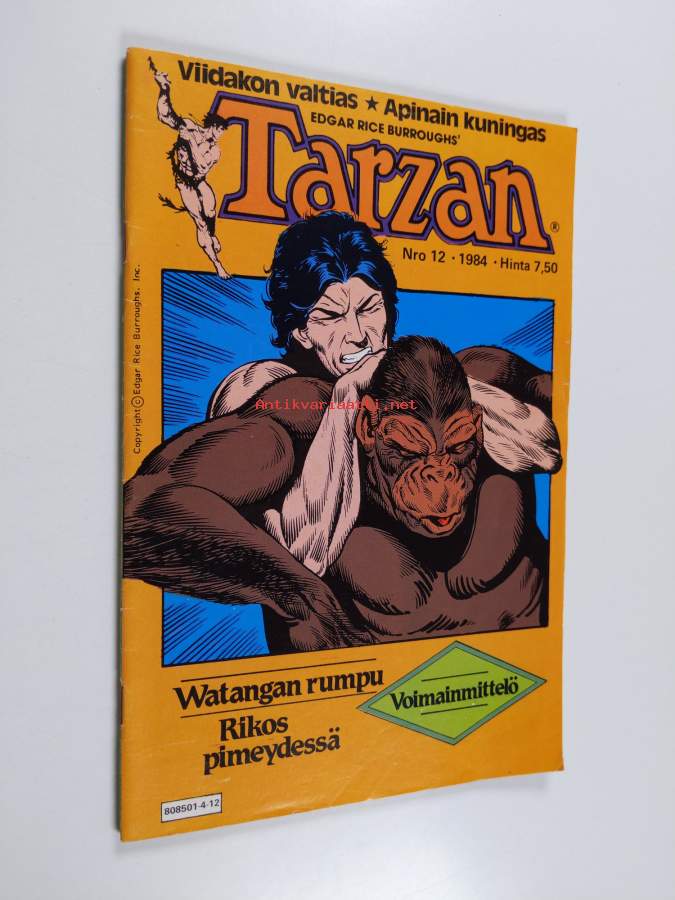 Viidakon valtias ★ Apinain kuningas
EDGAR RICE BURROUGHS'
Tarzan®
Nro 12 · 1984 · Hinta 7,50
Copyright © Edgar Rice Burroughs, Inc.
Antikvariaatti.net
Watangan rumpu
Rikos
pimeydessä
Voimainmittelö
808501-4-12